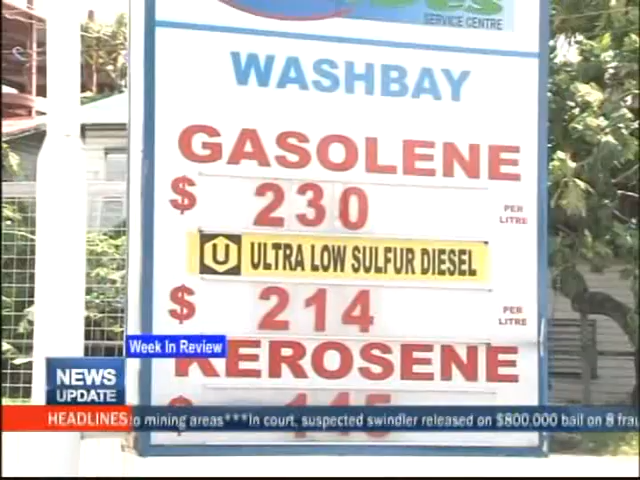 SERVICE CENTRE
WASHBAY
GASOLENE
$ 230 PER LITRE
U ULTRA LOW SULFUR DIESEL
$ 214 PER LITRE
Week In Review
KEROSENE
$ 145
NEWS
UPDATE
HEADLINES to mining areas***In court, suspected swindler released on $800,000 bail on 8 frau